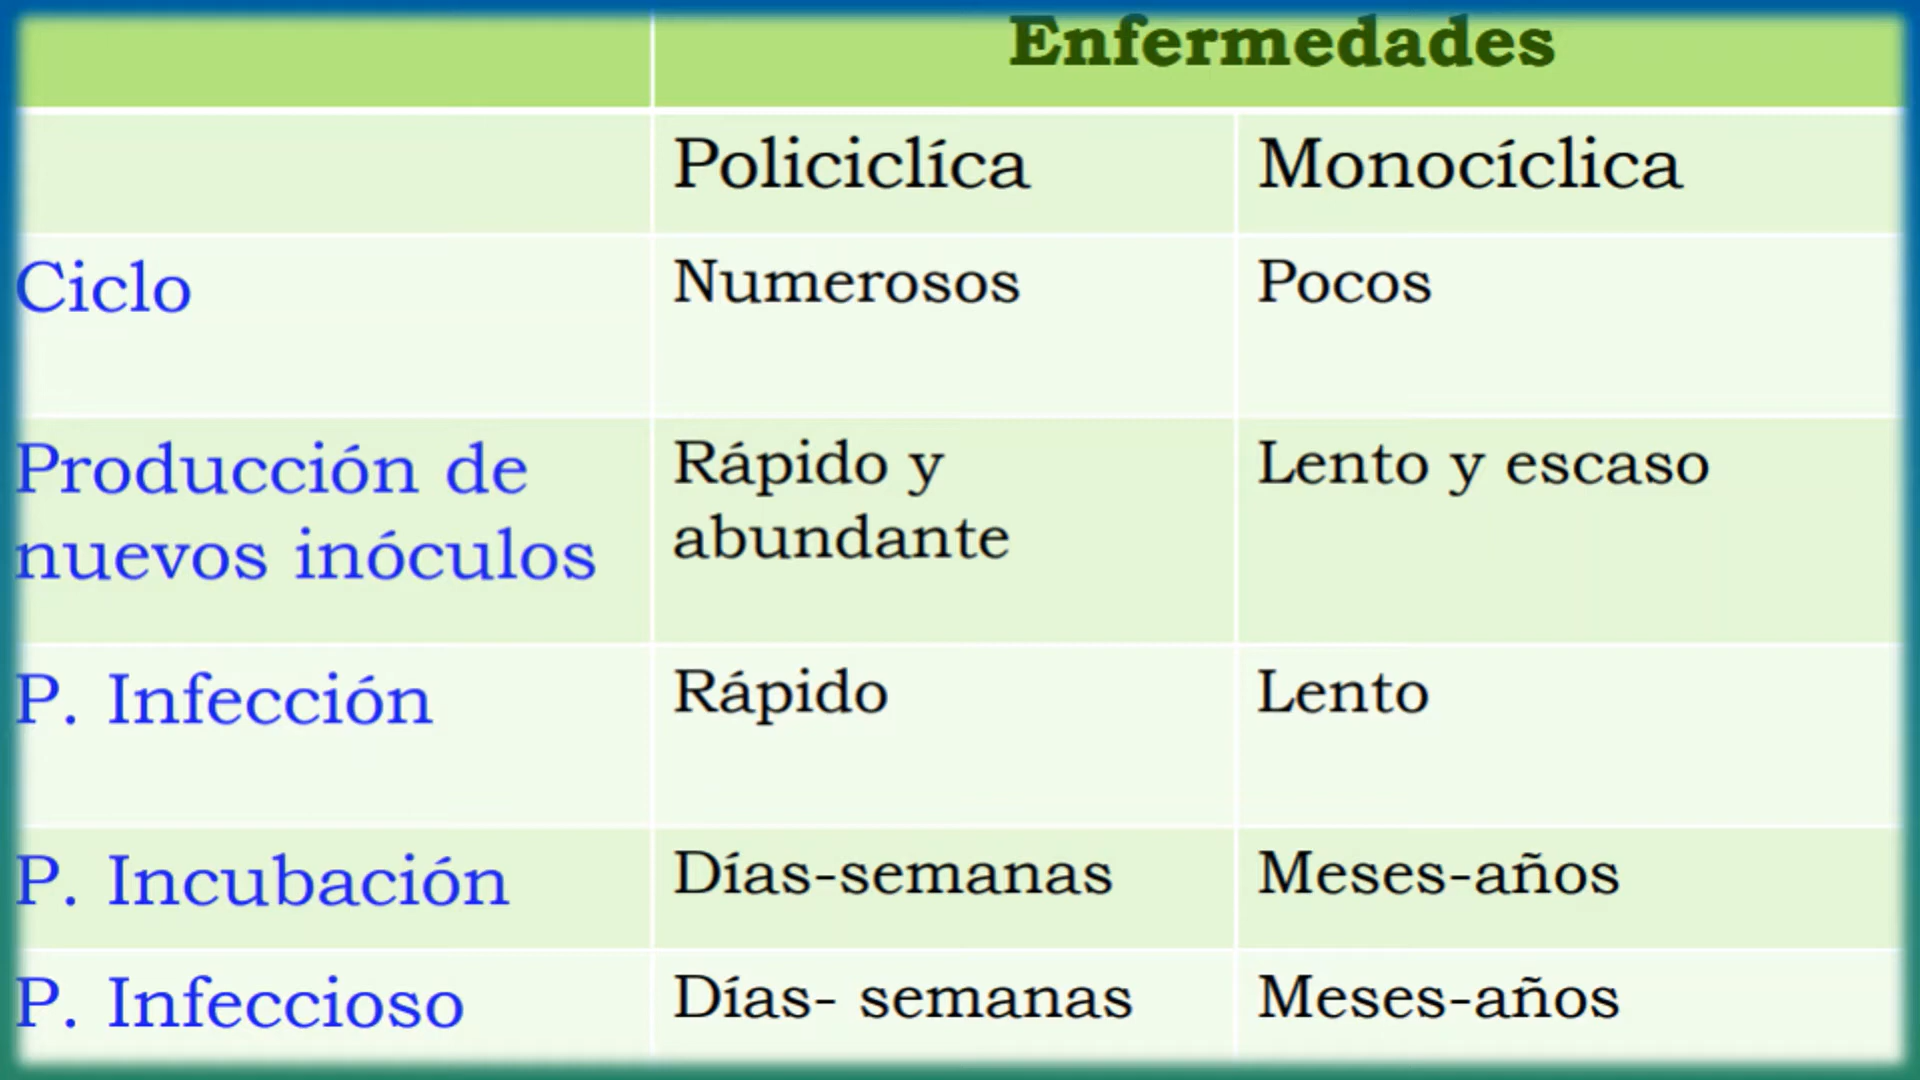 Enfermedades
Policiclíca Monocíclica
Ciclo Numerosos Pocos
Producción de Rápido y Lento y escaso
nuevos inóculos abundante
P. Infección Rápido Lento
P. Incubación Días-semanas Meses-años
P. Infeccioso Días- semanas Meses-años